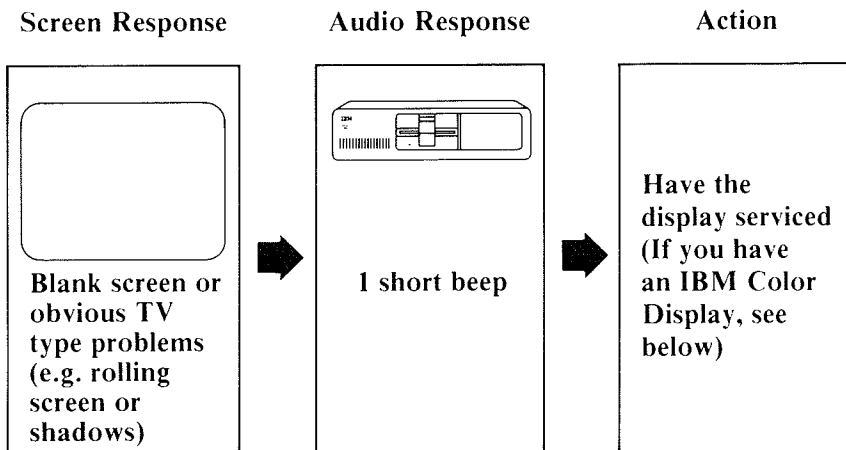 Screen Response
Audio Response
Action
Blank screen or
obvious TV
type problems
(e.g. rolling
screen or
shadows)
IBM
1 short beep
Have the
display serviced
(If you have
an IBM Color
Display, see
below)